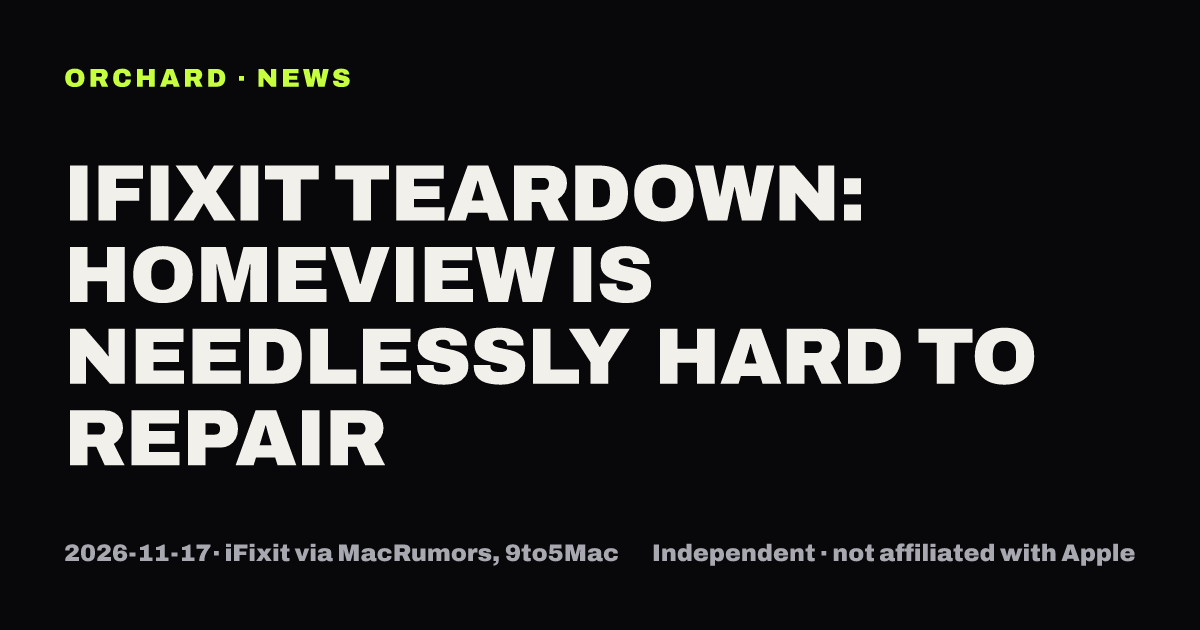 ORCHARD · NEWS
IFIXIT TEARDOWN:
HOMEVIEW IS
NEEDLESSLY HARD TO
REPAIR
2026-11-17· iFixit via MacRumors, 9to5Mac Independent · not affiliated with Apple